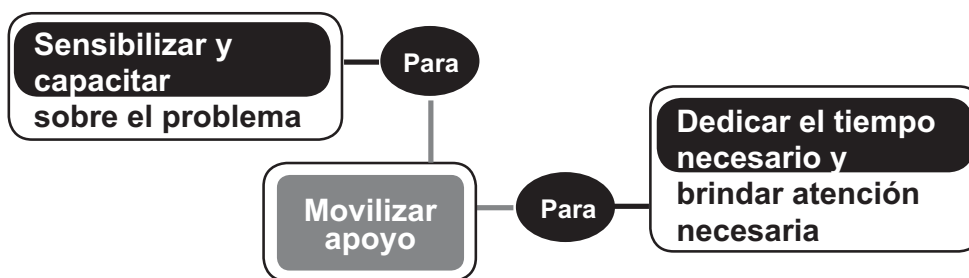 Sensibilizar y
capacitar
sobre el problema
Para
Movilizar
apoyo
Para
Dedicar el tiempo
necesario y
brindar atención
necesaria